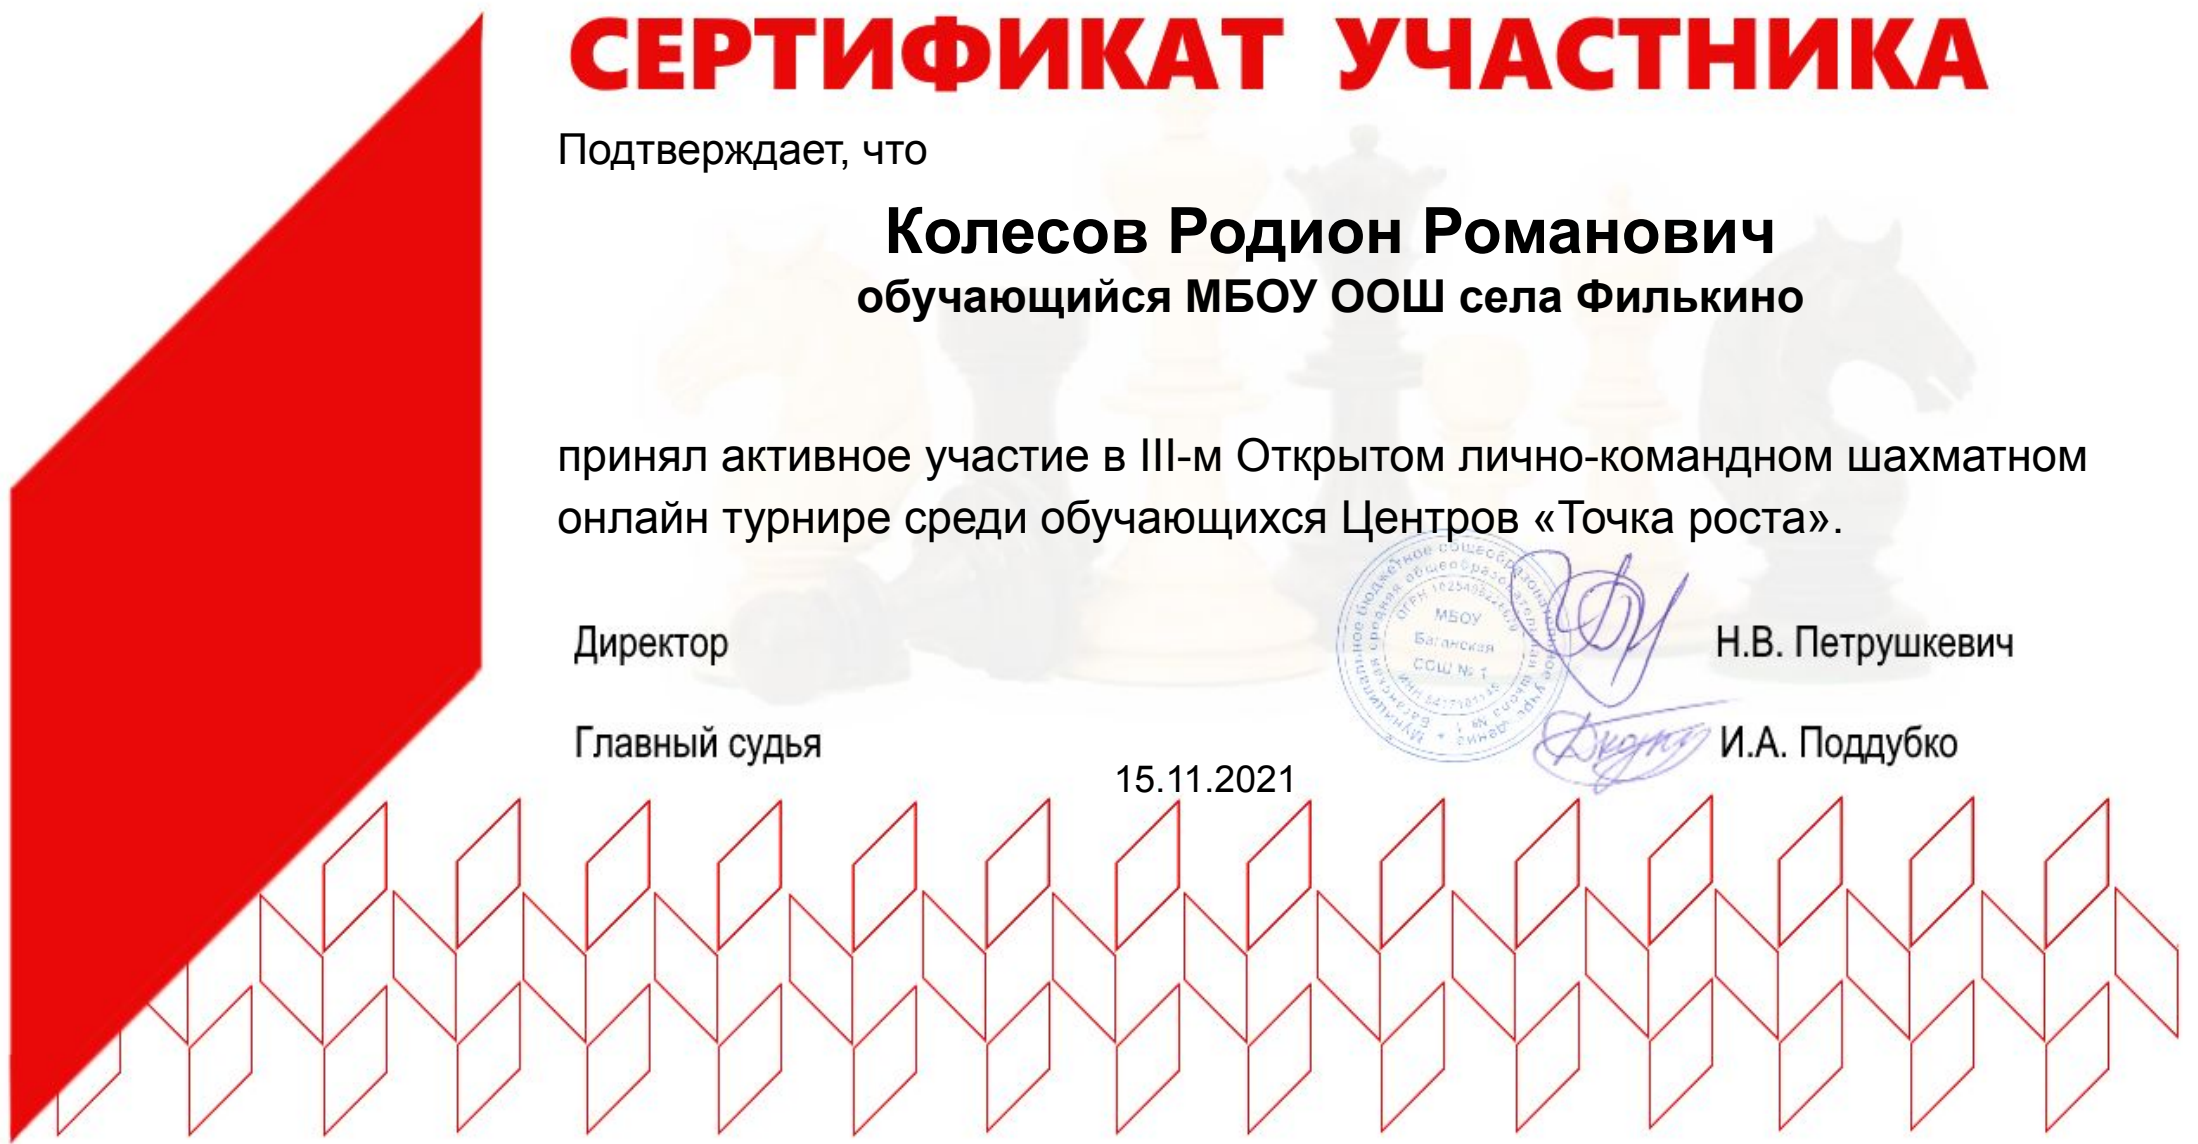 СЕРТИФИКАТ УЧАСТНИКА
Подтверждает, что
Колесов Родион Романович
обучающийся МБОУ ООШ села Филькино
принял активное участие в III-м Открытом лично-командном шахматном
онлайн турнире среди обучающихся Центров «Точка роста».
Директор
Н.В. Петрушкевич
МБОУ
Баганская
СОШ № 1
Главный судья
И.А. Поддубко
15.11.2021